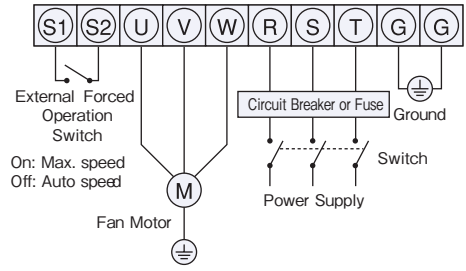 S1 S2 U V W R S T G G
External Forced
Operation
Switch
On: Max. speed
Off: Auto speed
Circuit Breaker or Fuse
Ground
Switch
Power Supply
M
Fan Motor